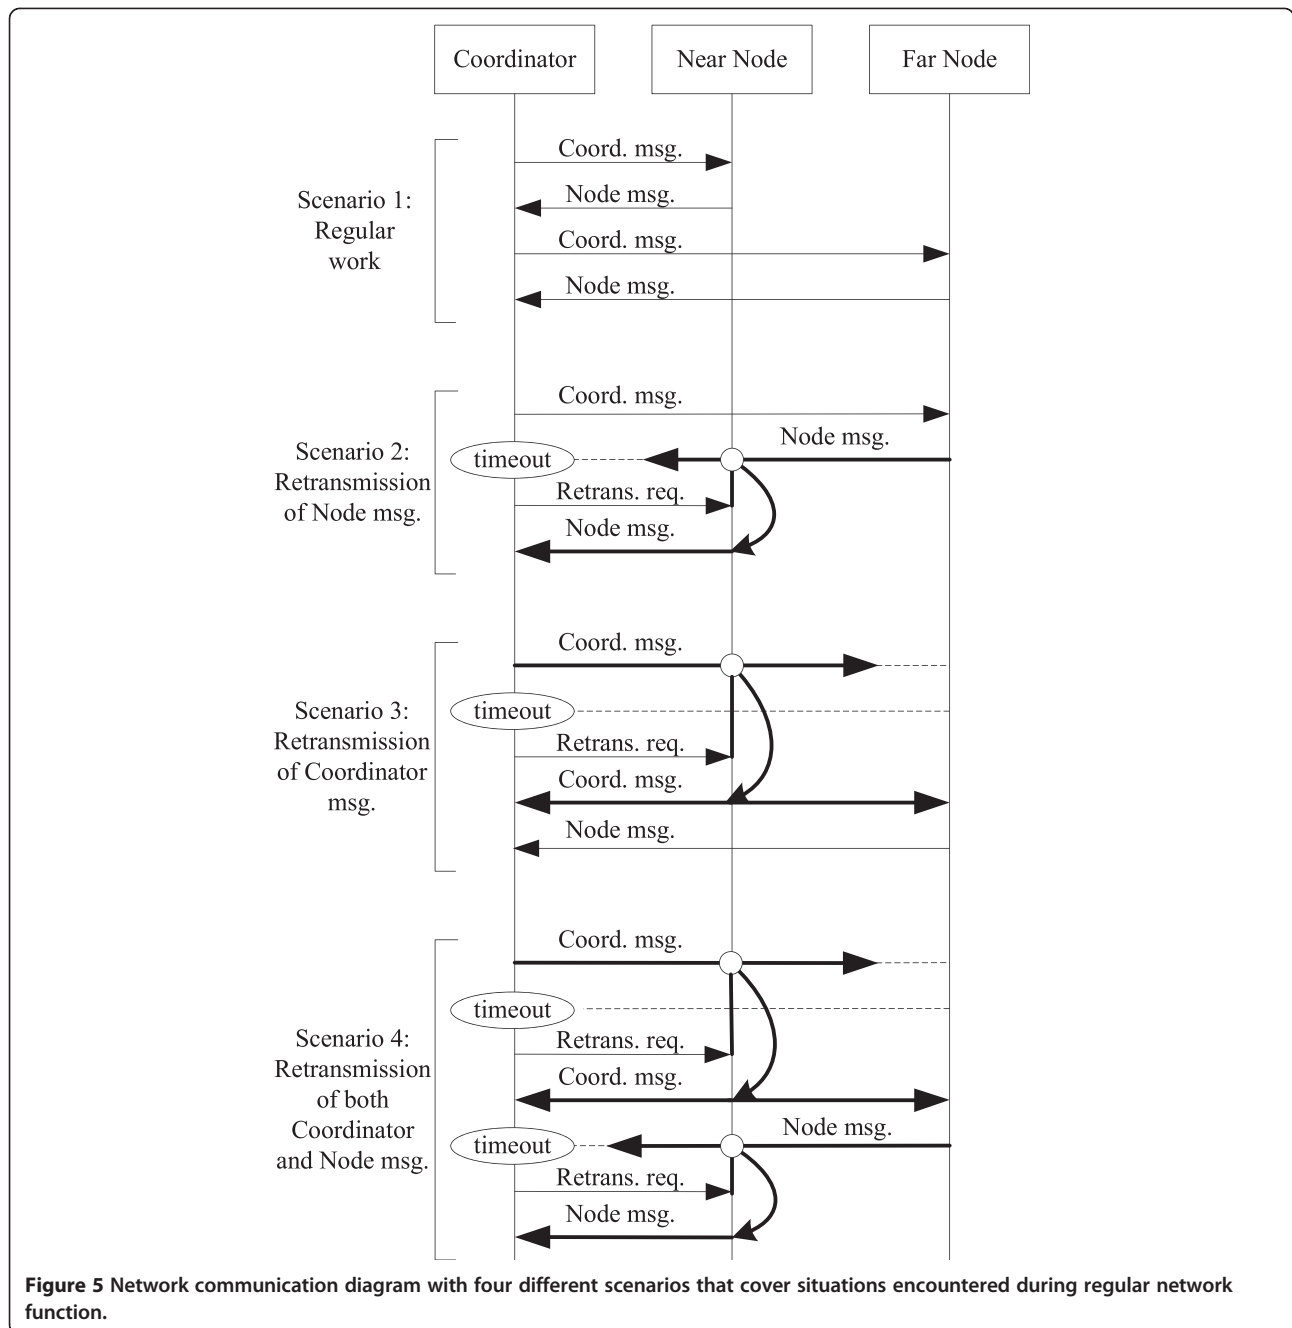 Coordinator
Near Node
Far Node
Scenario 1:
Regular
work
Coord. msg.
Node msg.
Coord. msg.
Node msg.
Scenario 2:
Retransmission
of Node msg.
Coord. msg.
Node msg.
timeout
Retrans. req.
Node msg.
Scenario 3:
Retransmission
of Coordinator
msg.
Coord. msg.
timeout
Retrans. req.
Coord. msg.
Node msg.
Scenario 4:
Retransmission
of both
Coordinator
and Node msg.
Coord. msg.
timeout
Retrans. req.
Coord. msg.
Node msg.
timeout
Retrans. req.
Node msg.
Figure 5 Network communication diagram with four different scenarios that cover situations encountered during regular network
function.